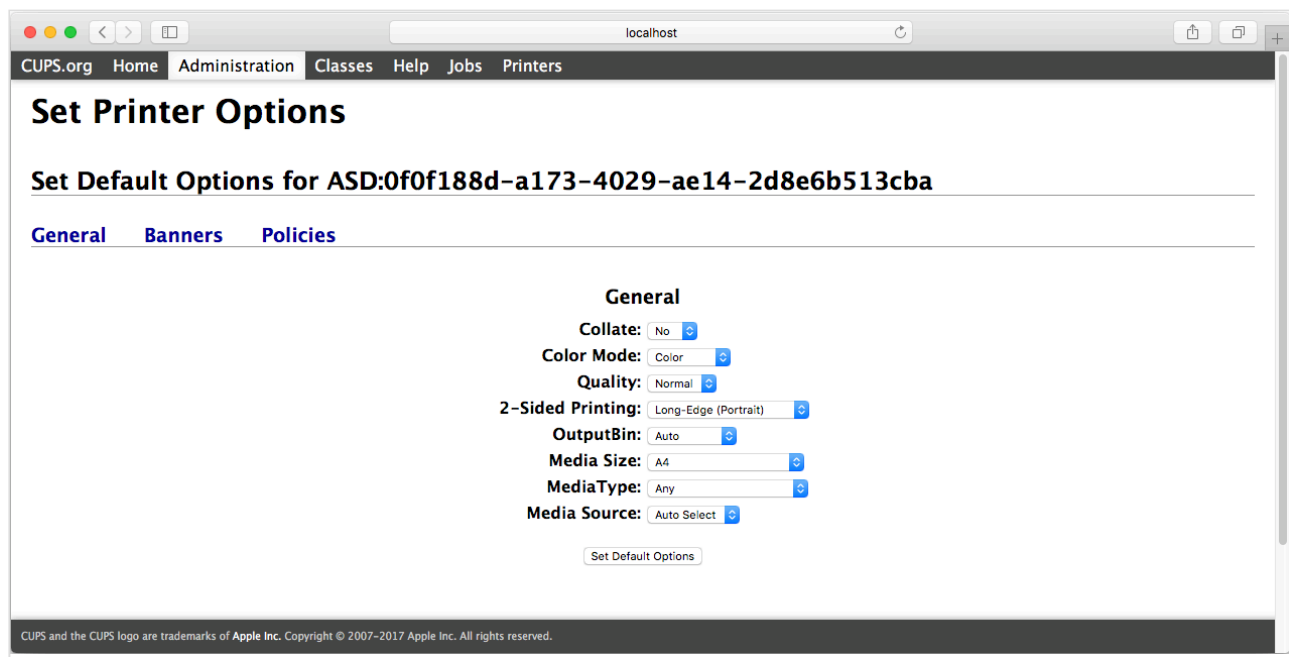 localhost
CUPS.org Home Administration Classes Help Jobs Printers
Set Printer Options
Set Default Options for ASD:0f0f188d-a173-4029-ae14-2d8e6b513cba
General Banners Policies
General
Collate: No
Color Mode: Color
Quality: Normal
2-Sided Printing: Long-Edge (Portrait)
OutputBin: Auto
Media Size: A4
MediaType: Any
Media Source: Auto Select
Set Default Options
CUPS and the CUPS logo are trademarks of Apple Inc. Copyright © 2007-2017 Apple Inc. All rights reserved.